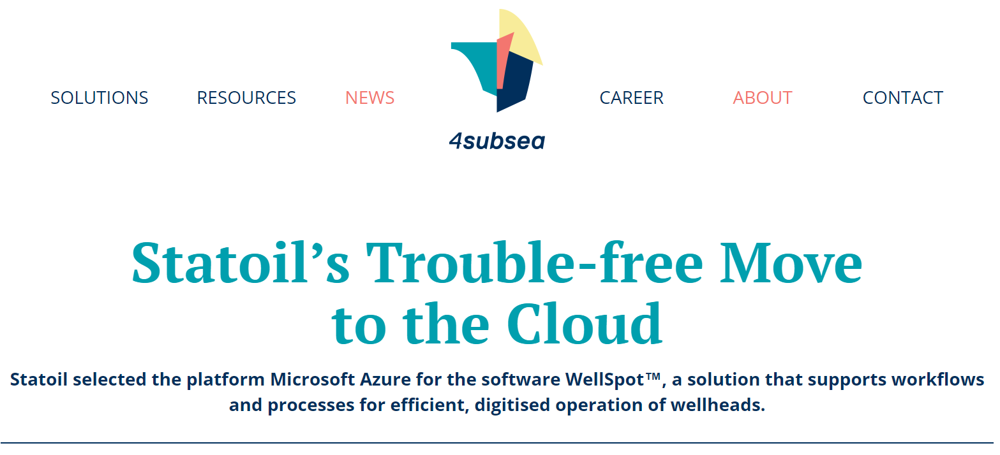 SOLUTIONS RESOURCES NEWS CAREER ABOUT CONTACT
4subsea
Statoil’s Trouble-free Move
to the Cloud
Statoil selected the platform Microsoft Azure for the software WellSpot™, a solution that supports workflows
and processes for efficient, digitised operation of wellheads.